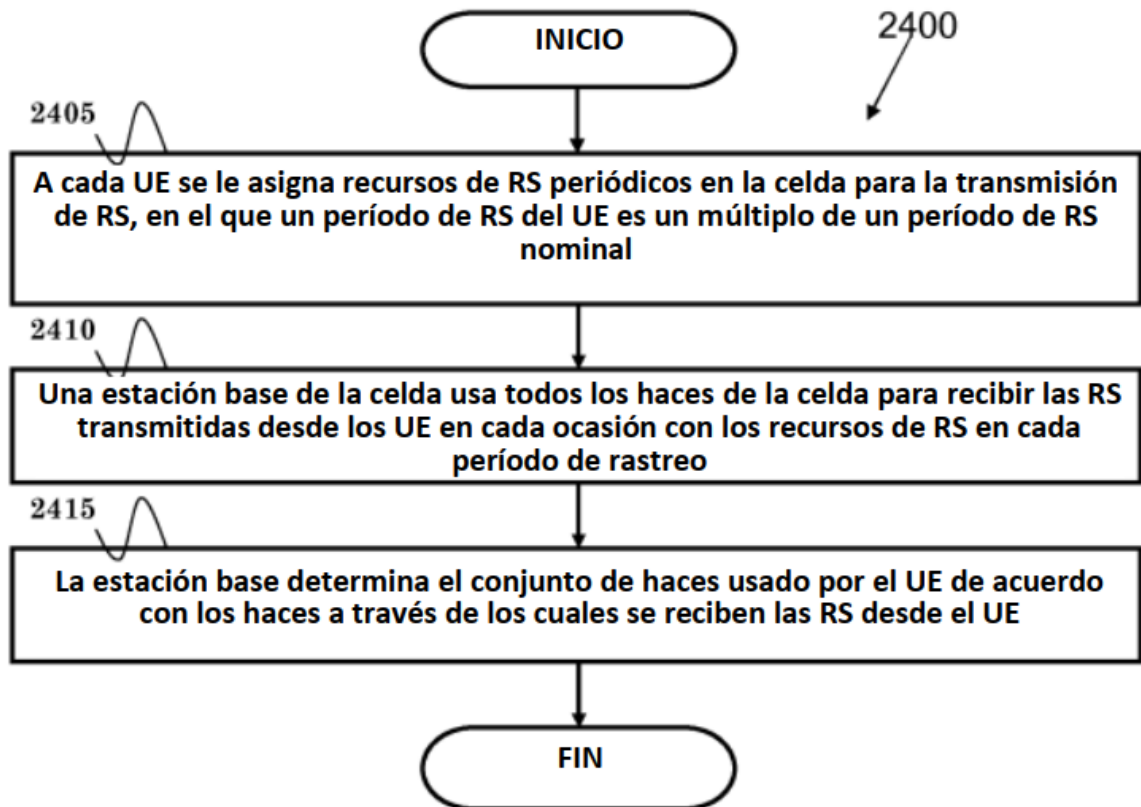 INICIO
2400
2405
A cada UE se le asigna recursos de RS periódicos en la celda para la transmisión
de RS, en el que un período de RS del UE es un múltiplo de un período de RS
nominal
2410
Una estación base de la celda usa todos los haces de la celda para recibir las RS
transmitidas desde los UE en cada ocasión con los recursos de RS en cada
período de rastreo
2415
La estación base determina el conjunto de haces usado por el UE de acuerdo
con los haces a través de los cuales se reciben las RS desde el UE
FIN